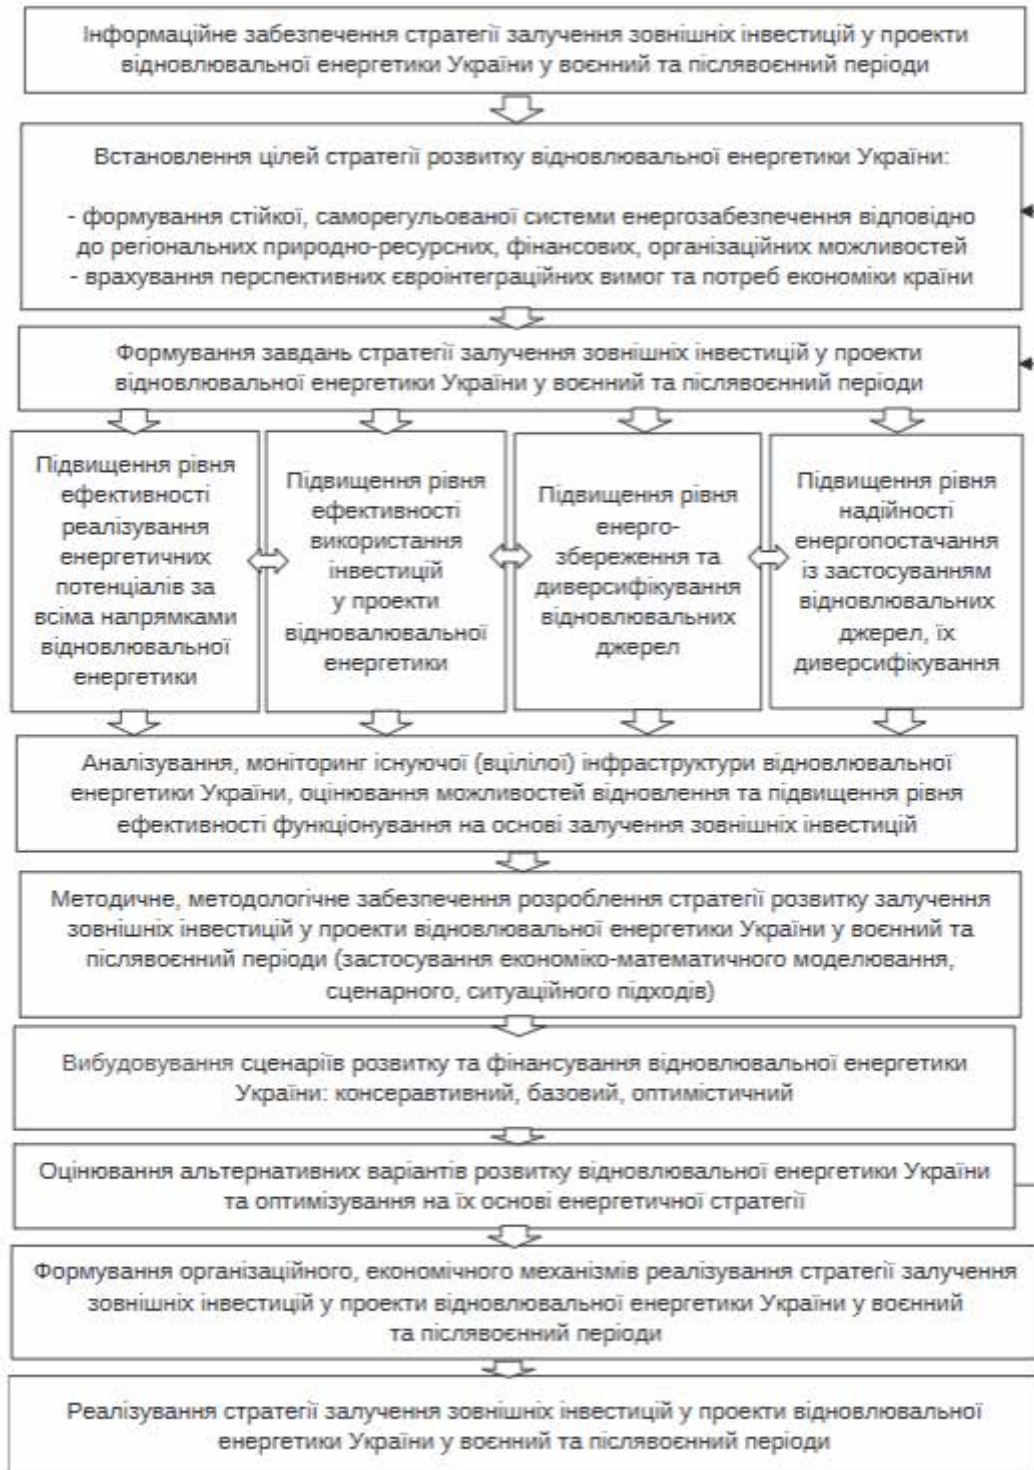 Інформаційне забезпечення стратегії залучення зовнішніх інвестицій у проекти
відновлювальної енергетики України у воєнний та післявоєнний періоди
Встановлення цілей стратегії розвитку відновлювальної енергетики України:
- формування стійкої, саморегульованої системи енергозабезпечення відповідно
до регіональних природно-ресурсних, фінансових, організаційних можливостей
- врахування перспективних євроінтеграційних вимог та потреб економіки країни
Формування завдань стратегії залучення зовнішніх інвестицій у проекти
відновлювальної енергетики України у воєнний та післявоєнний періоди
Підвищення рівня
ефективності
реалізування
енергетичних
потенціалів за
всіма напрямками
відновлювальної
енергетики
Підвищення рівня
ефективності
використання
інвестицій
у проекти
відновалювальної
енергетики
Підвищення рівня
енерго-
збереження та
диверсифікування
відновлювальних
джерел
Підвищення рівня
надійності
енергопостачання
із застосуванням
відновлювальних
джерел, їх
диверсифікування
Аналізування, моніторинг існуючої (вцілілої) інфраструктури відновлювальної
енергетики України, оцінювання можливостей відновлення та підвищення рівня
ефективності функціонування на основі залучення зовнішніх інвестицій
Методичне, методологічне забезпечення розроблення стратегії розвитку залучення
зовнішніх інвестицій у проекти відновлювальної енергетики України у воєнний та
післявоєнний періоди (застосування економіко-математичного моделювання,
сценарного, ситуаційного підходів)
Вибудовування сценаріїв розвитку та фінансування відновлювальної енергетики
України: консеравтивний, базовий, оптимістичний
Оцінювання альтернативних варіантів розвитку відновлювальної енергетики України
та оптимізування на їх основі енергетичної стратегії
Формування організаційного, економічного механізмів реалізування стратегії залучення
зовнішніх інвестицій у проекти відновлювальної енергетики України у воєнний
та післявоєнний періоди
Реалізування стратегії залучення зовнішніх інвестицій у проекти відновлювальної
енергетики України у воєнний та післявоєнний періоди